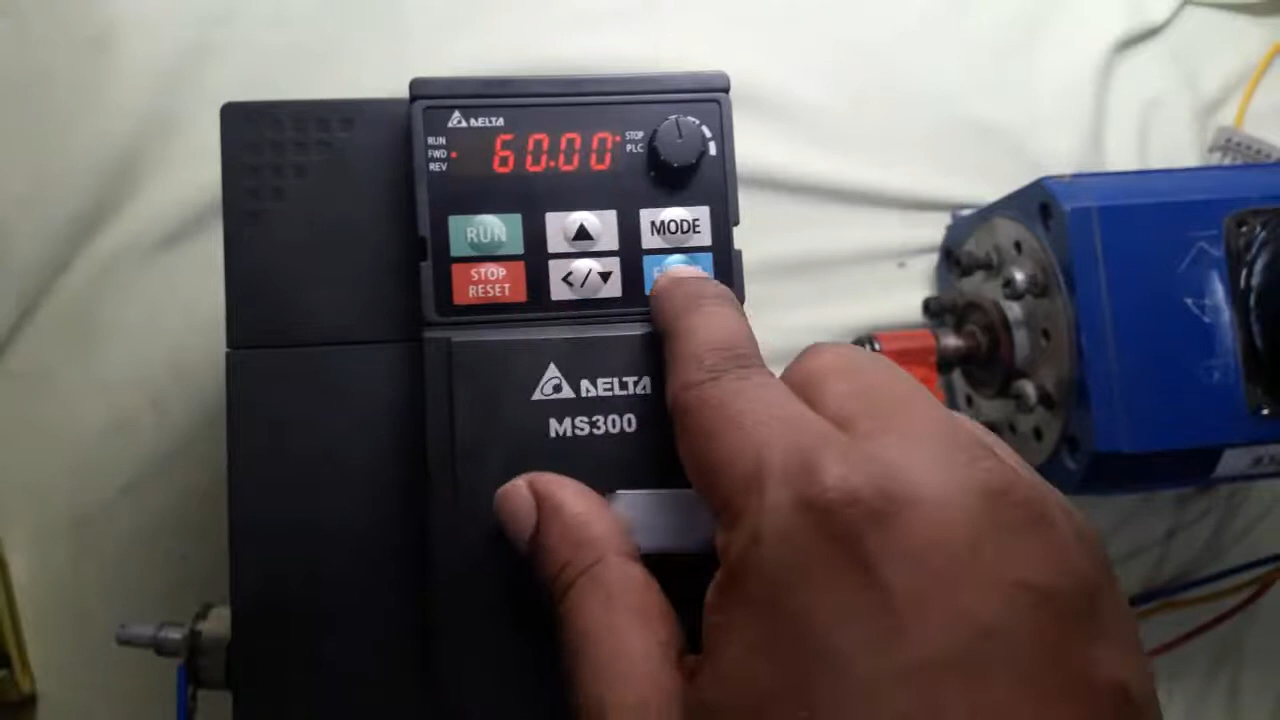 DELTA
RUN
FWD
REV
60.00
STOP
PLC
RUN
MODE
STOP
RESET
DELTA
MS300